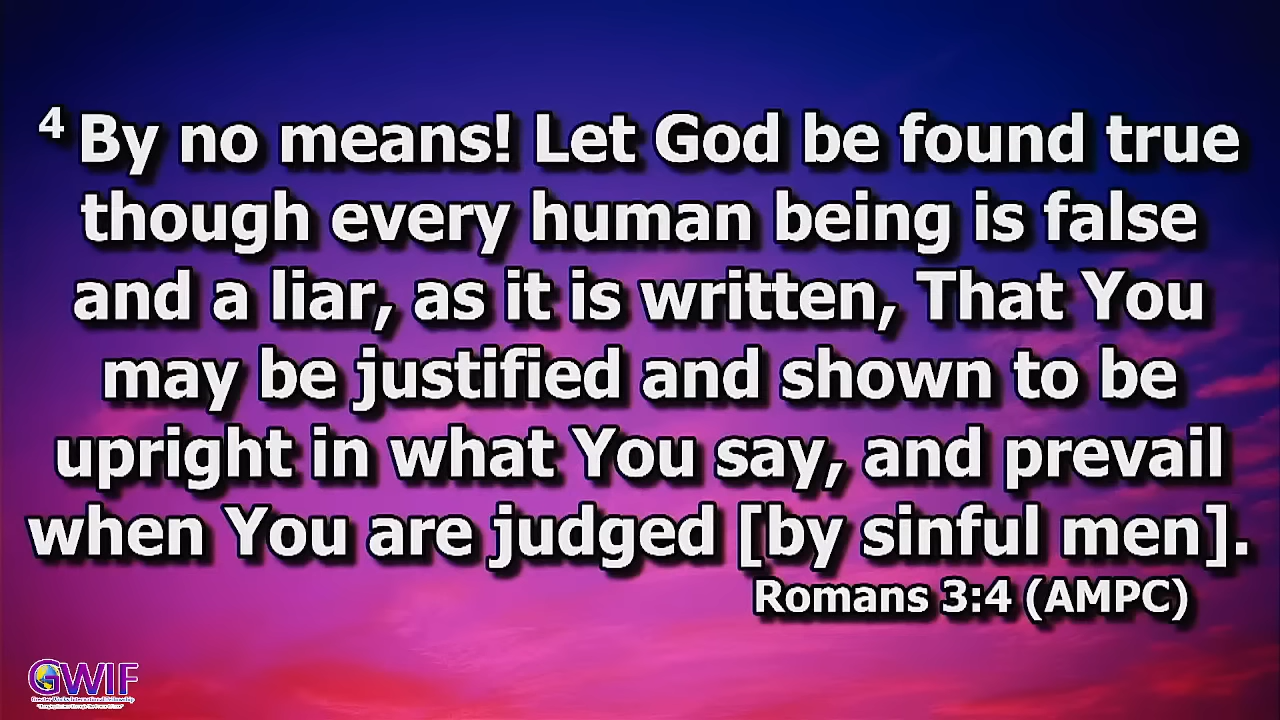 ⁴ By no means! Let God be found true
though every human being is false
and a liar, as it is written, That You
may be justified and shown to be
upright in what You say, and prevail
when You are judged [by sinful men].
Romans 3:4 (AMPC)
GWIF